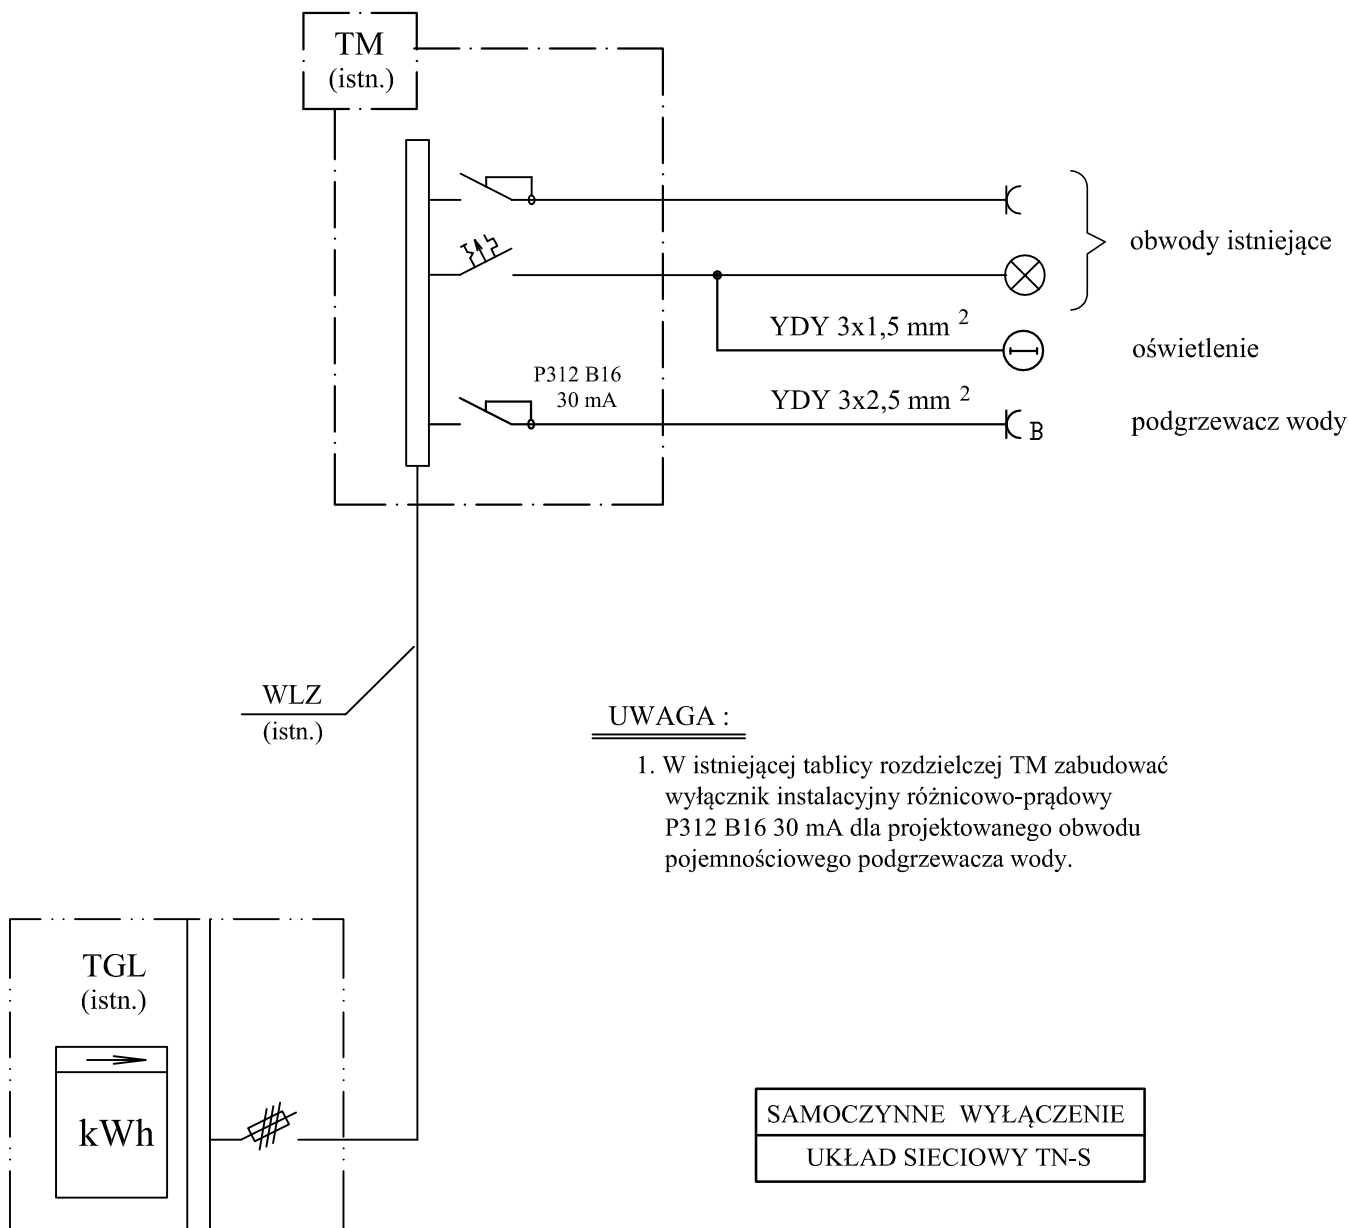 TM
(istn.)
obwody istniejące
YDY 3x1,5 mm 2
oświetlenie
P312 B16
30 mA
YDY 3x2,5 mm 2
B
podgrzewacz wody
WLZ
(istn.)
UWAGA :
1. W istniejącej tablicy rozdzielczej TM zabudować
wyłącznik instalacyjny różnicowo-prądowy
P312 B16 30 mA dla projektowanego obwodu
pojemnościowego podgrzewacza wody.
TGL
(istn.)
kWh
SAMOCZYNNE WYŁĄCZENIE
UKŁAD SIECIOWY TN-S